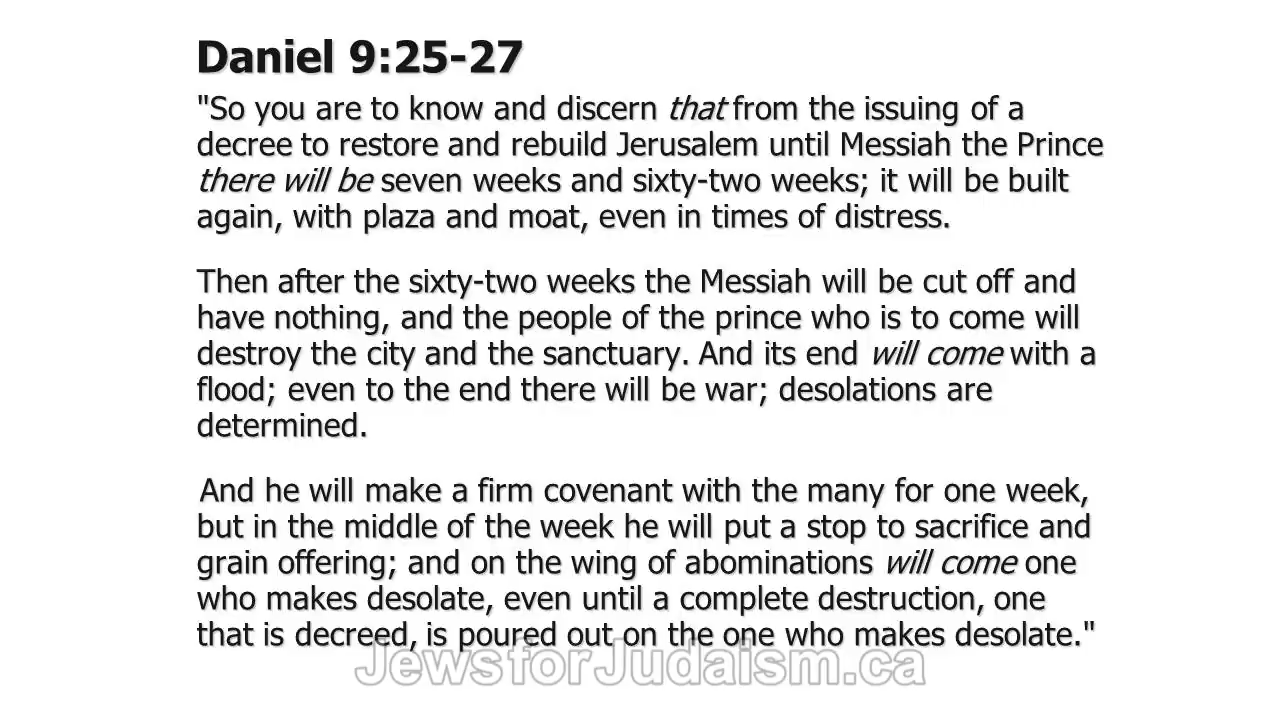 Daniel 9:25-27
"So you are to know and discern that from the issuing of a
decree to restore and rebuild Jerusalem until Messiah the Prince
there will be seven weeks and sixty-two weeks; it will be built
again, with plaza and moat, even in times of distress.
Then after the sixty-two weeks the Messiah will be cut off and
have nothing, and the people of the prince who is to come will
destroy the city and the sanctuary. And its end will come with a
flood; even to the end there will be war; desolations are
determined.
And he will make a firm covenant with the many for one week,
but in the middle of the week he will put a stop to sacrifice and
grain offering; and on the wing of abominations will come one
who makes desolate, even until a complete destruction, one
that is decreed, is poured out on the one who makes desolate."
JewsforJudaism.ca